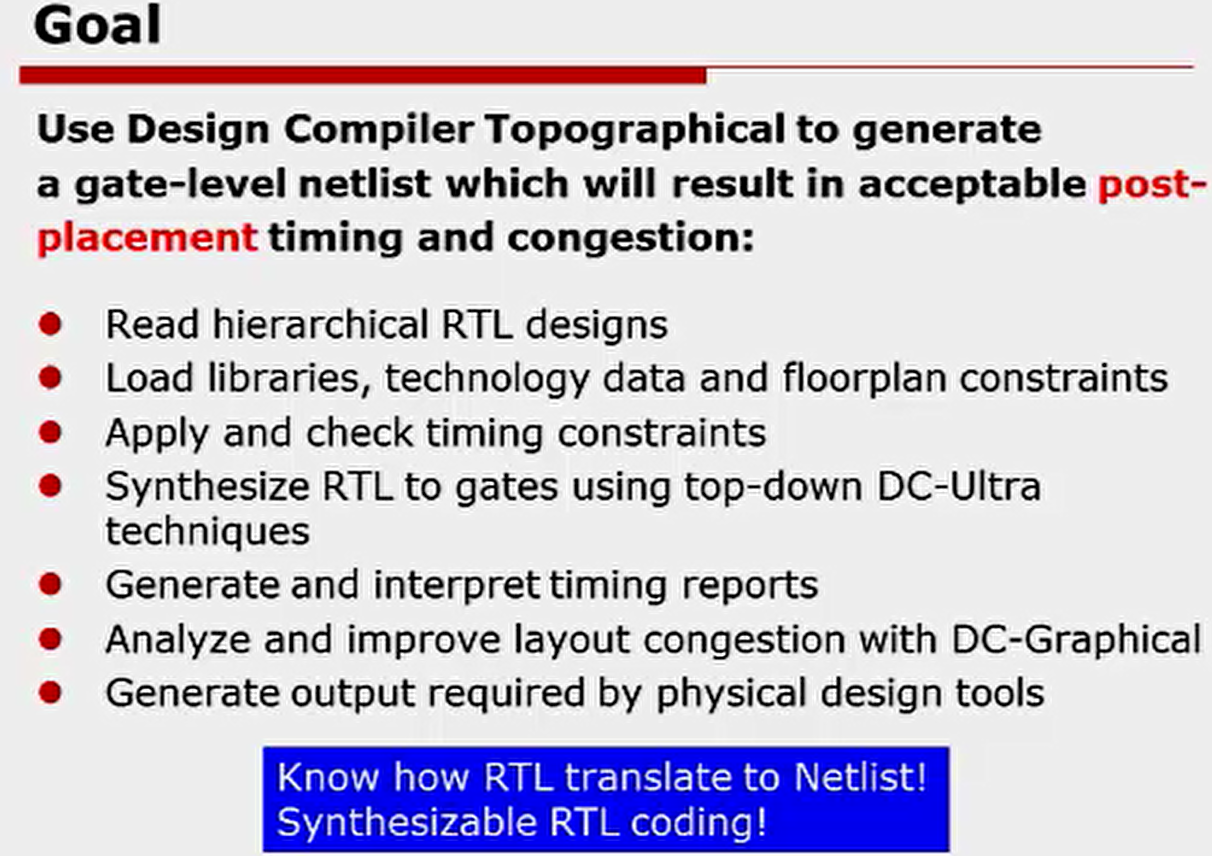 Goal
Use Design Compiler Topographical to generate
a gate-level netlist which will result in acceptable post-
placement timing and congestion:
Read hierarchical RTL designs
Load libraries, technology data and floorplan constraints
Apply and check timing constraints
Synthesize RTL to gates using top-down DC-Ultra
techniques
Generate and interpret timing reports
Analyze and improve layout congestion with DC-Graphical
Generate output required by physical design tools
Know how RTL translate to Netlist!
Synthesizable RTL coding!